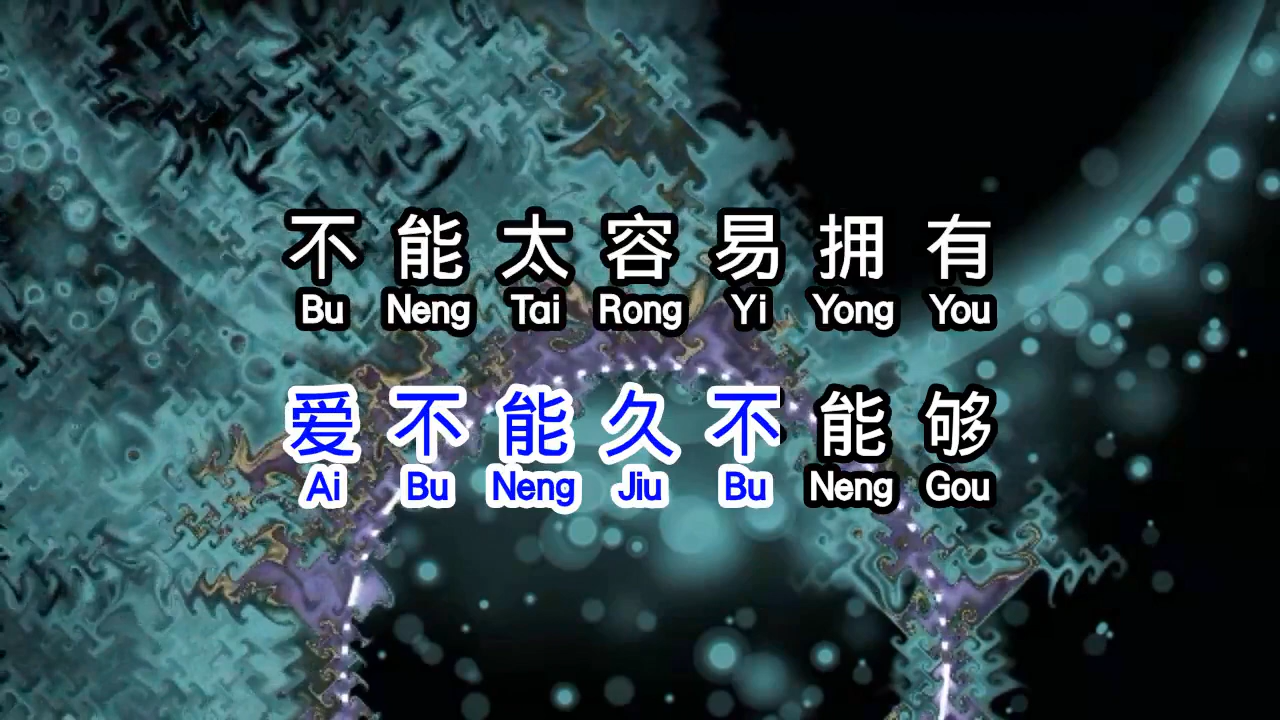 不 能 太 容 易 拥 有
Bu Neng Tai Rong Yi Yong You
爱 不 能 久 不 能 够
Ai Bu Neng Jiu Bu Neng Gou